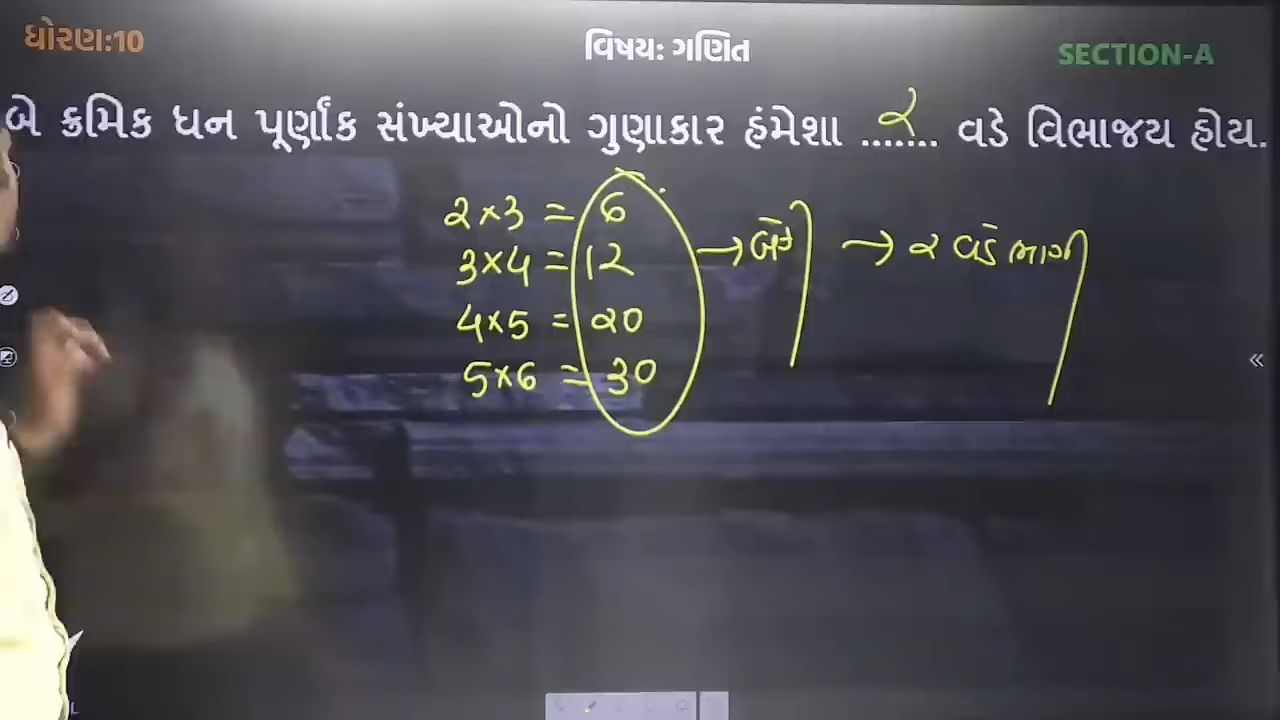 ધોરણ:10
વિષય: ગણિત
SECTION-A
બે ક્રમિક ધન પૂર્ણાંક સંખ્યાઓનો ગુણાકાર હંમેશા ....૨... વડે વિભાજ્ય હોય.
2×3 = 6
3×4 = 12
4×5 = ૨0
5×6 = 30
→ → ૨ વડે